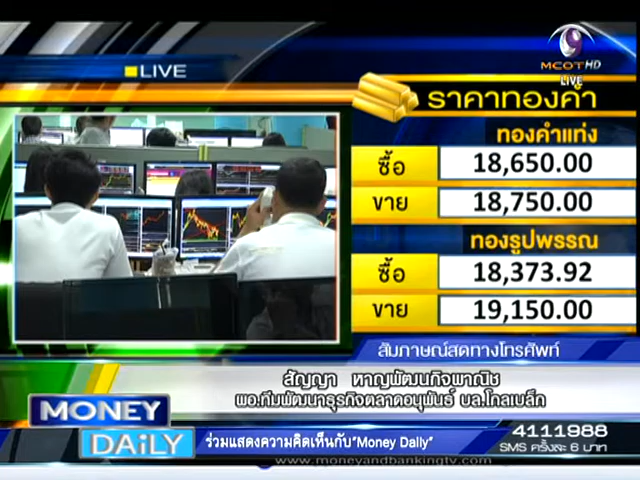 LIVE
MCOT HD
LIVE
ราคาทองคำ
ทองคำแท่ง
ซื้อ 18,650.00
ขาย 18,750.00
ทองรูปพรรณ
ซื้อ 18,373.92
ขาย 19,150.00
สัมภาษณ์สดทางโทรศัพท์
สัญญา หาญพัฒนกิจพาณิช
ผอ.ทีมพัฒนาธุรกิจตลาดอนุพันธ์ บล.โกลเบล็ก
MONEY
DAiLY
ร่วมแสดงความคิดเห็นกับ"Money Daily"
4111988
SMS ครั้งละ 6 บาท
www.moneyandbankingtv.com